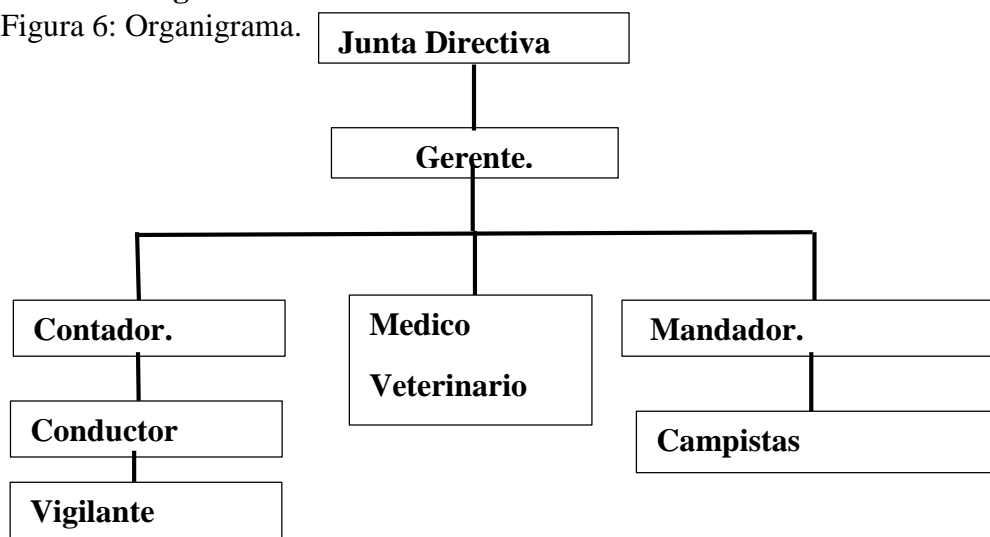 Figura 6: Organigrama.
Junta Directiva
Gerente.
Contador.
Medico
Veterinario
Mandador.
Conductor
Campistas
Vigilante